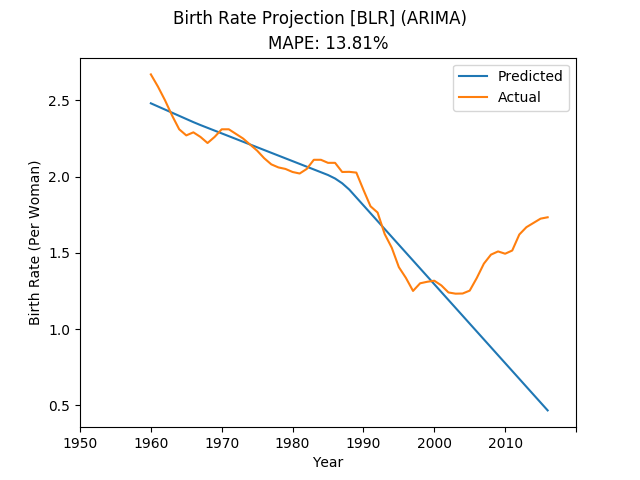 Birth Rate Projection [BLR] (ARIMA)
MAPE: 13.81%
Predicted
Actual
2.5
2.0
1.5
1.0
0.5
Birth Rate (Per Woman)
1950 1960 1970 1980 1990 2000 2010
Year